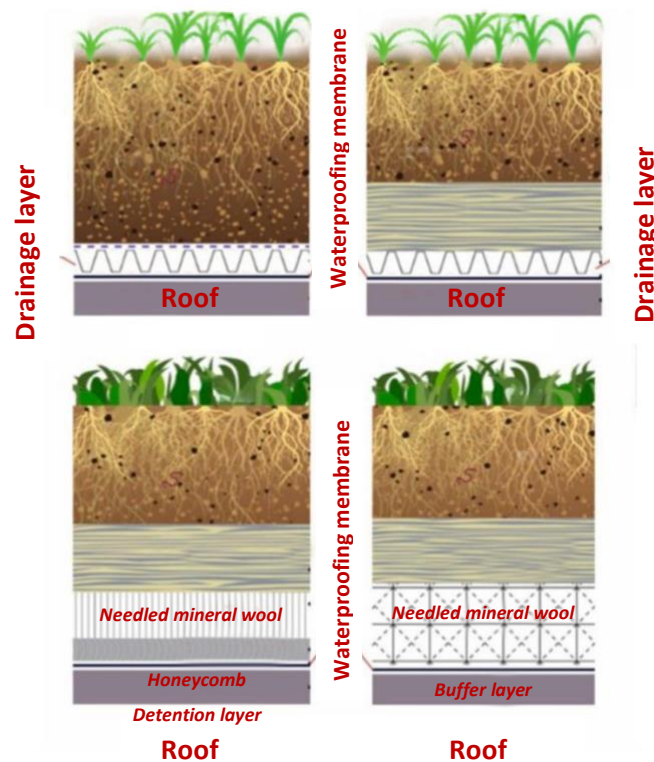 Drainage layer
Waterproofing membrane
Drainage layer
Roof
Roof
Waterproofing membrane
Needled mineral wool
Needled mineral wool
Honeycomb
Buffer layer
Detention layer
Roof
Roof